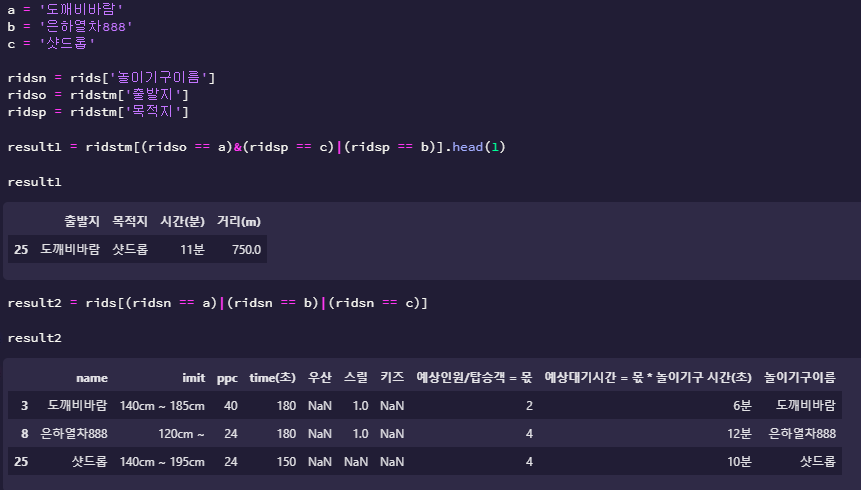 a = '도깨비바람'
b = '은하열차888'
c = '샷드롭'
ridsn = rids['놀이기구이름']
ridso = ridstm['출발지']
ridsp = ridstm['목적지']
result1 = ridstm[(ridso == a)&(ridsp == c)|(ridsp == b)].head(1)
result1
출발지 목적지 시간(분) 거리(m)
25 도깨비바람 샷드롭 11분 750.0
result2 = rids[(ridsn == a)|(ridsn == b)|(ridsn == c)]
result2
name imit ppc time(초) 우산 스릴 키즈 예상인원/탑승객 = 몫 예상대기시간 = 몫 * 놀이기구 시간(초) 놀이기구이름
3 도깨비바람 140cm ~ 185cm 40 180 NaN 1.0 NaN 2 6분 도깨비바람
8 은하열차888 120cm ~ 24 180 NaN 1.0 NaN 4 12분 은하열차888
25 샷드롭 140cm ~ 195cm 24 150 NaN NaN NaN 4 10분 샷드롭